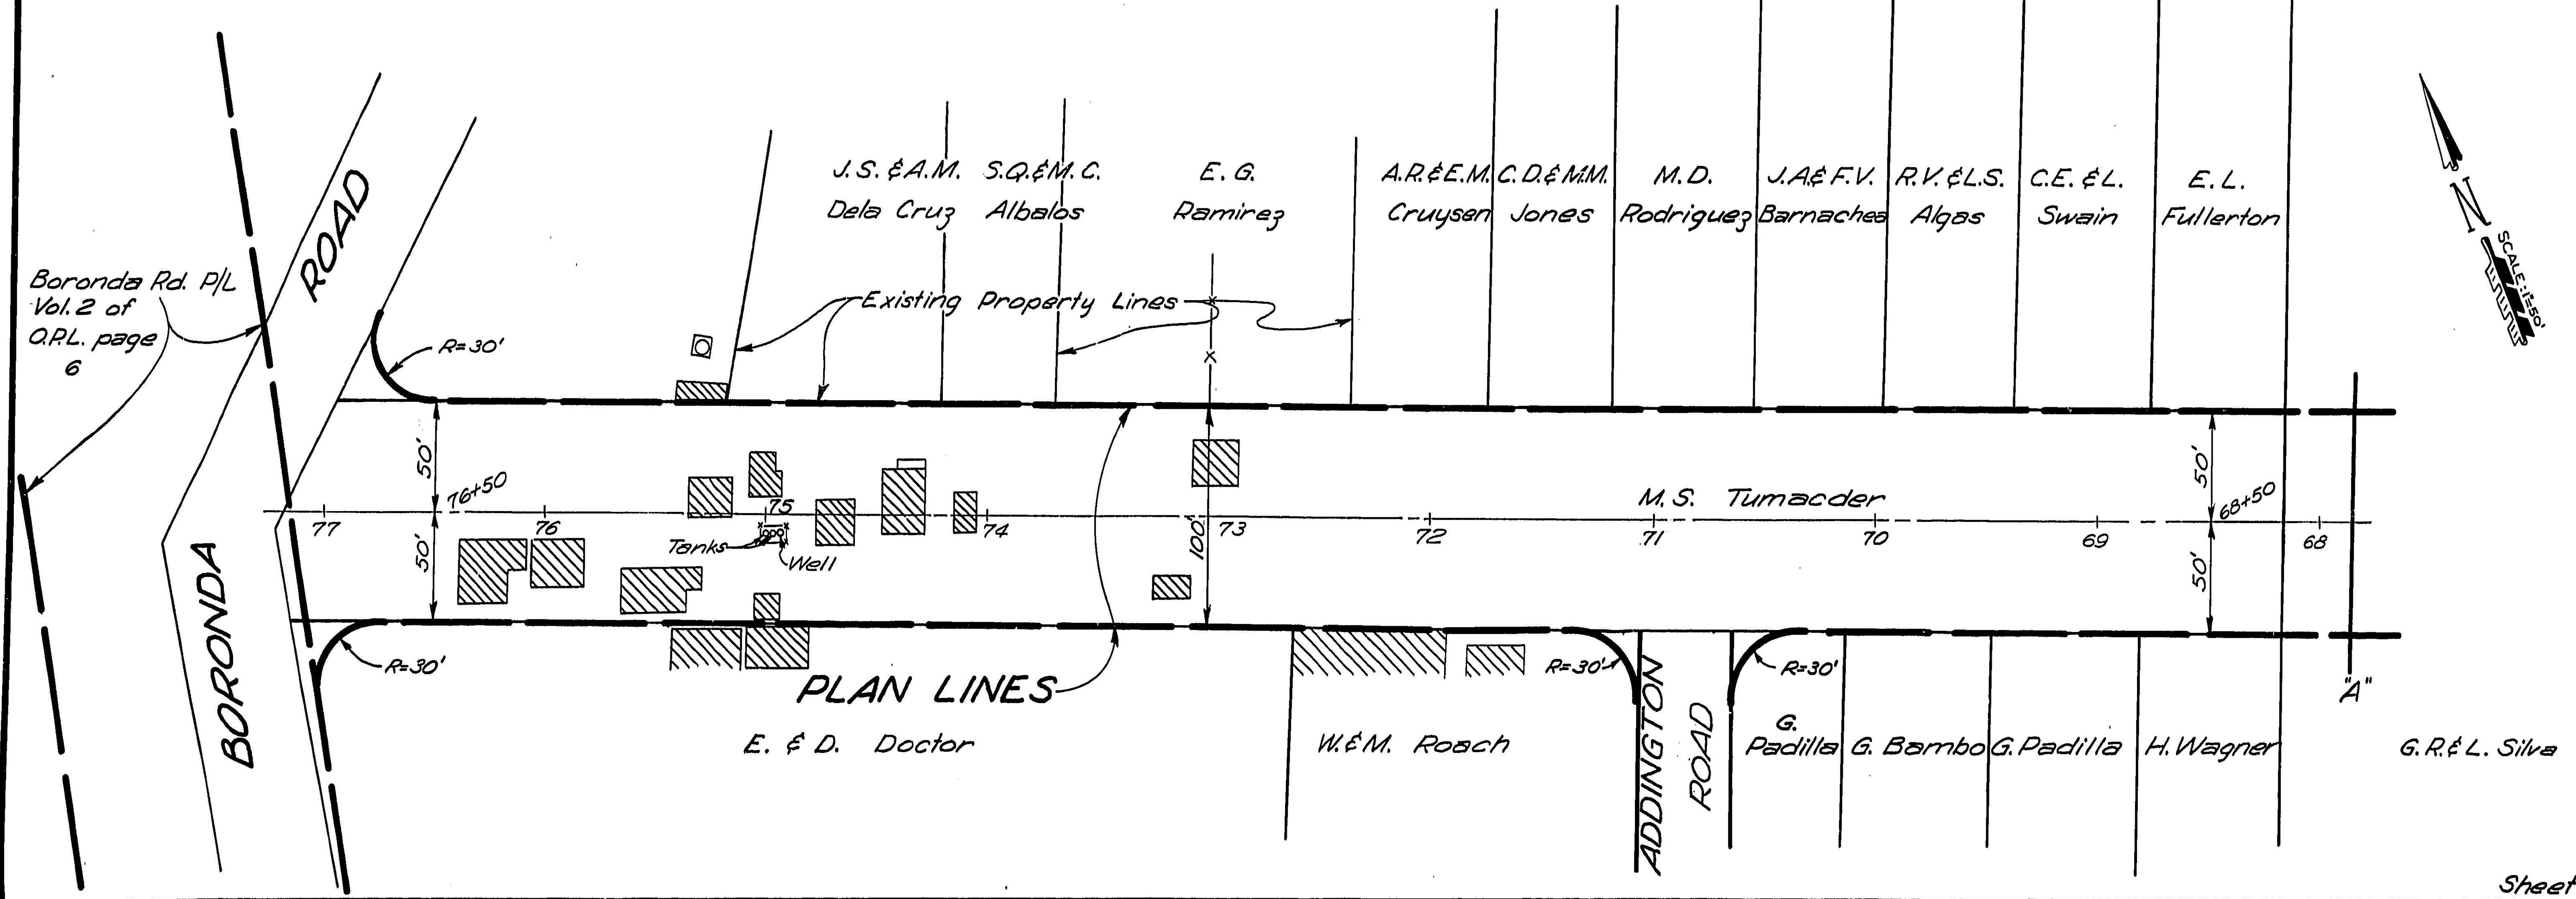 J.S. & A.M.
Dela Cruz
S.Q. & M.C.
Albalos
E. G.
Ramirez
A.R. & E.M.
Cruysen
C.D. & M.M.
Jones
M.D.
Rodriguez
J.A. & F.V.
Barnachea
R.V. & L.S.
Algas
C.E. & L.
Swain
E. L.
Fullerton
N
SCALE: 1"=50'
ROAD
Boronda Rd. P/L
Vol. 2 of
O.P.L. page
6
Existing Property Lines
R=30'
50'
50'
76+50
77
76
75
74
73
72
71
70
69
68
Tanks
Well
100'
M.S. Tumacder
50'
50'
68+50
BORONDA
R=30'
PLAN LINES
R=30'
R=30'
"A"
E. & D. Doctor
W. & M. Roach
ADDINGTON
ROAD
G.
Padilla
G. Bambo
G. Padilla
H. Wagner
G.R. & L. Silva
Sheet